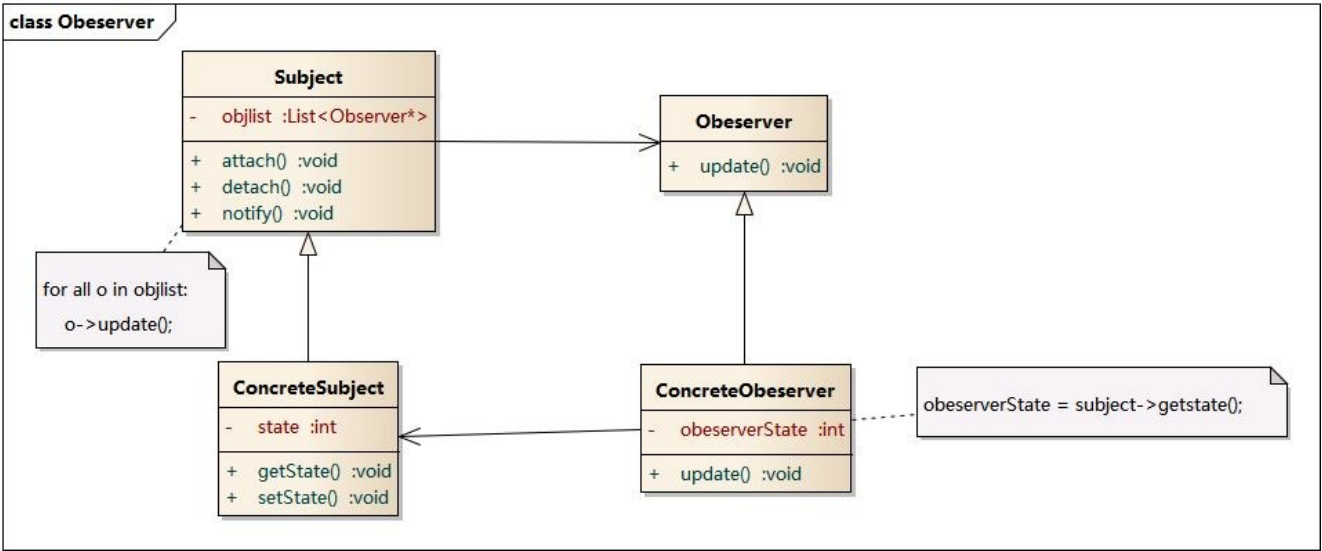 class Obeserver
Subject
- objlist :List<Observer*>
+ attach() :void
+ detach() :void
+ notify() :void
Obeserver
+ update() :void
for all o in objlist:
o->update();
ConcreteSubject
- state :int
+ getState() :void
+ setState() :void
ConcreteObeserver
- obeserverState :int
+ update() :void
obeserverState = subject->getstate();